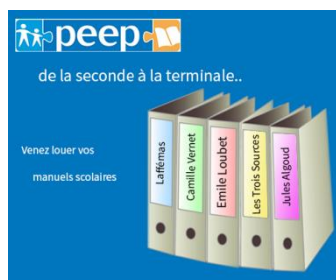 peep
de la seconde à la terminale..
Venez louer vos
manuels scolaires
Laffémas
Camille Vernet
Emile Loubet
Les Trois Sources
Jules Algoud